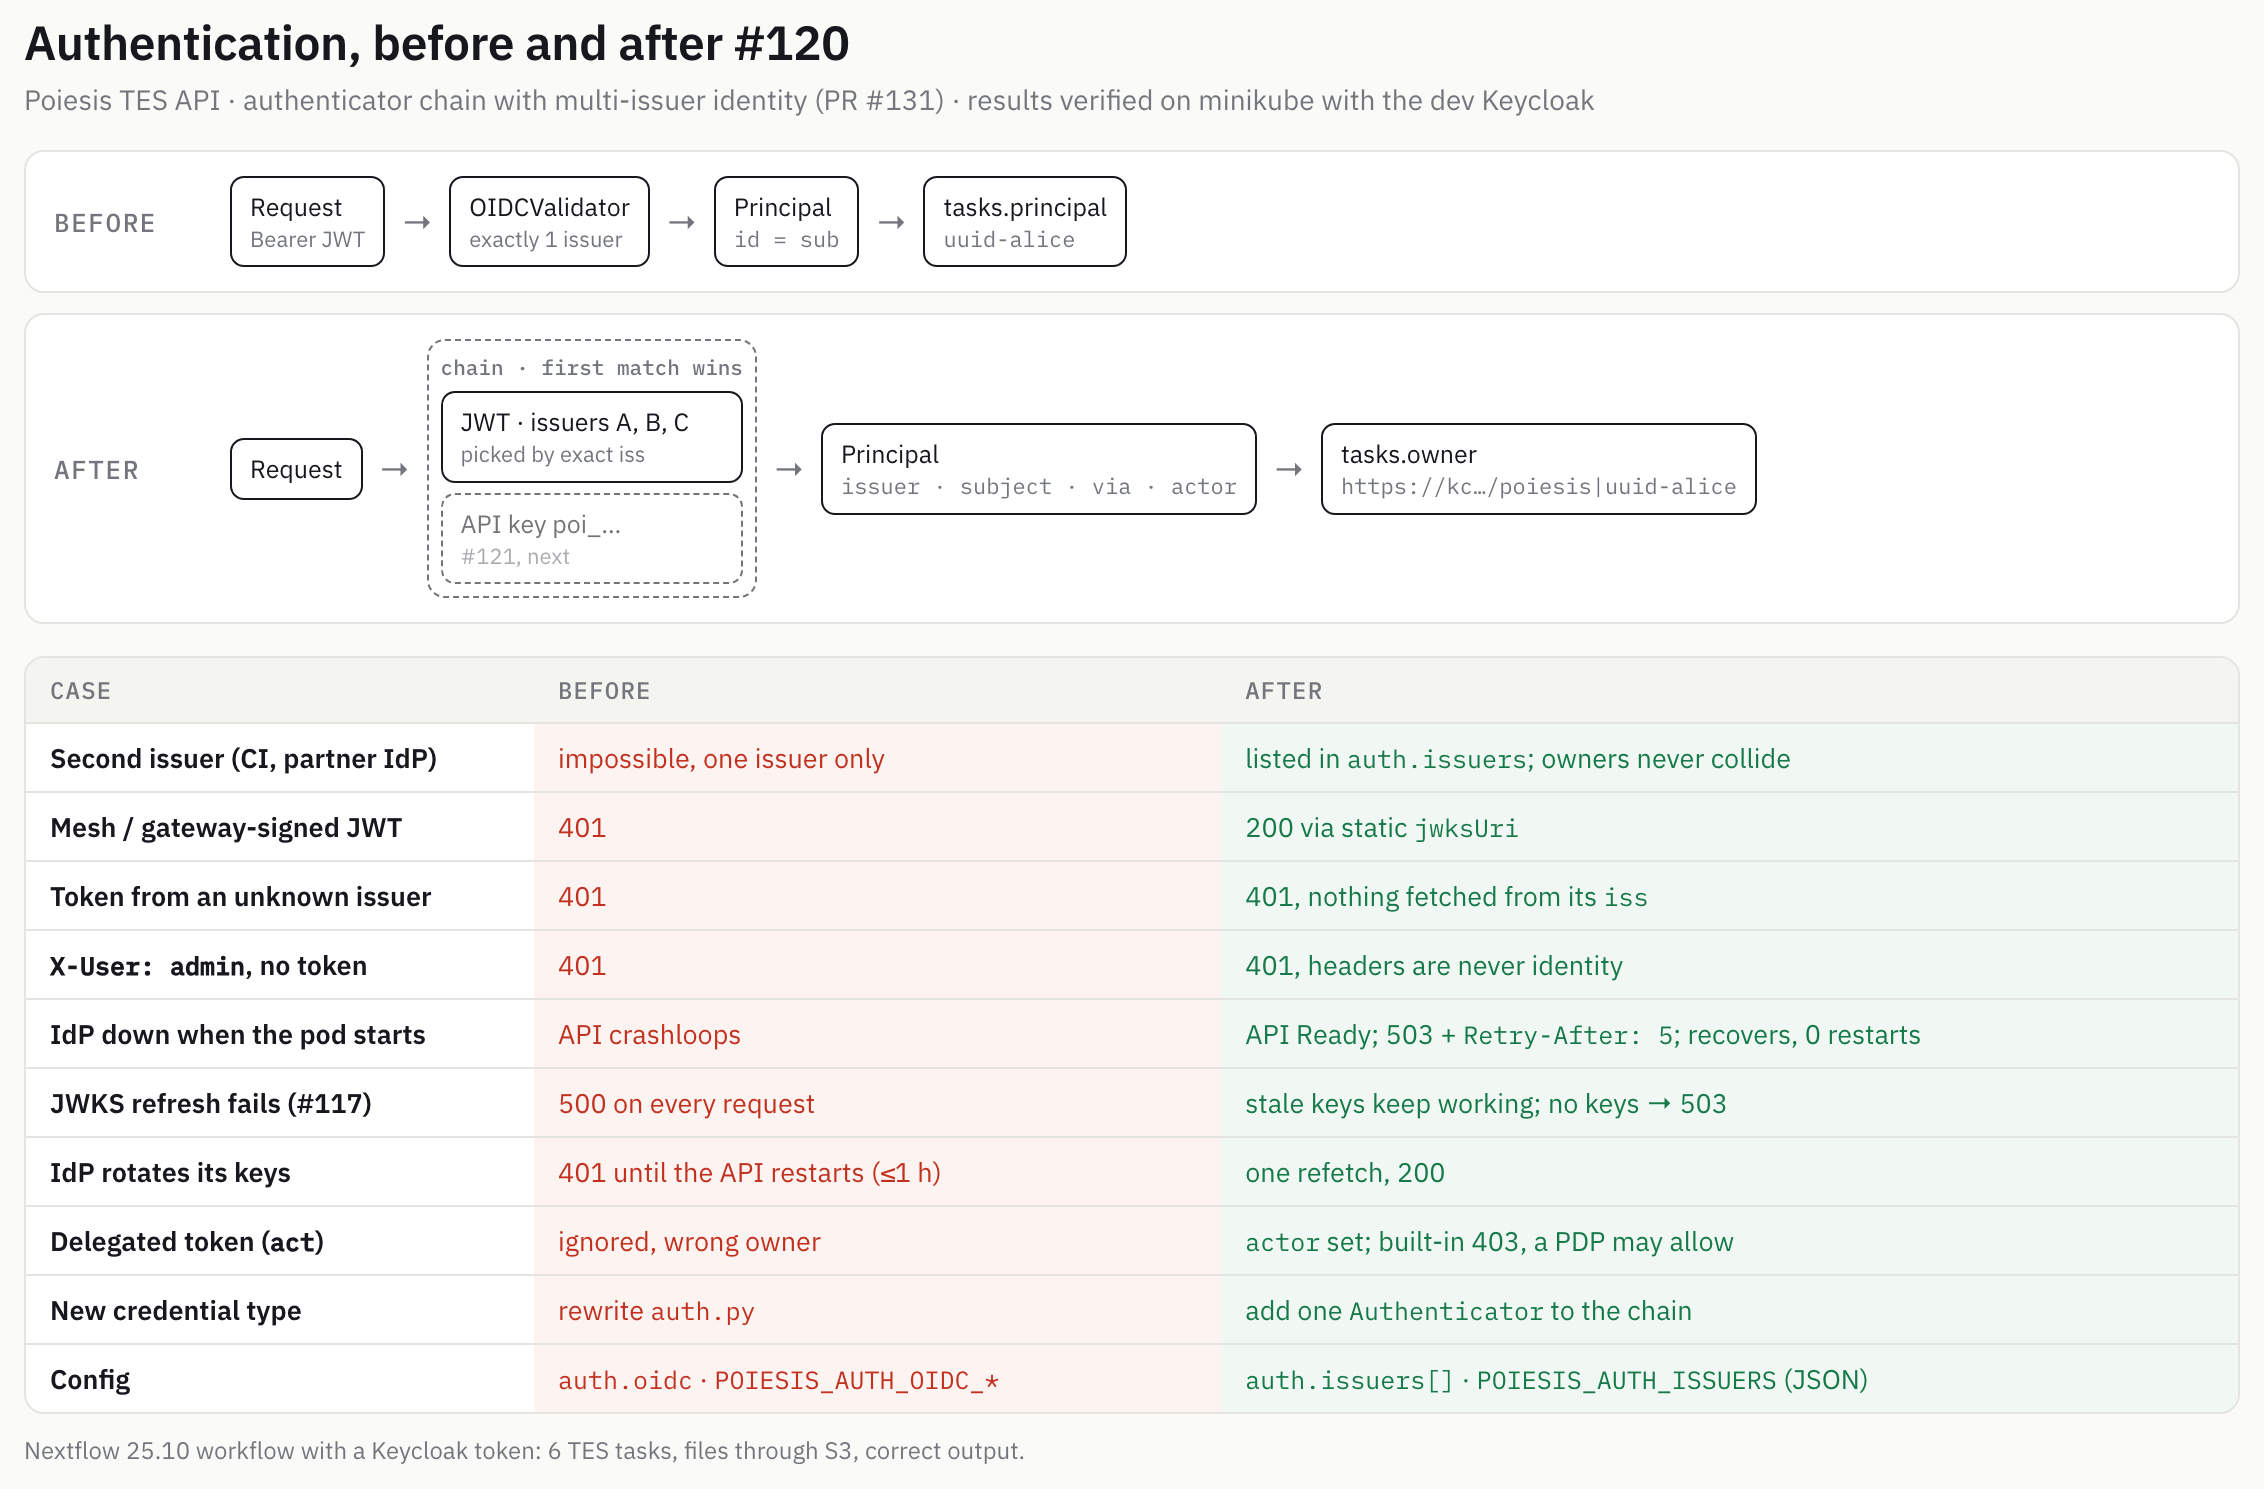 Authentication, before and after #120
Poiesis TES API · authenticator chain with multi-issuer identity (PR #131) · results verified on minikube with the dev Keycloak
BEFORE
Request
Bearer JWT
→
OIDCValidator
exactly 1 issuer
→
Principal
id = sub
→
tasks.principal
uuid-alice
AFTER
Request
→
chain · first match wins
JWT · issuers A, B, C
picked by exact iss
API key poi_…
#121, next
→
Principal
issuer · subject · via · actor
→
tasks.owner
https://kc…/poiesis|uuid-alice
CASE BEFORE AFTER
Second issuer (CI, partner IdP) impossible, one issuer only listed in auth.issuers; owners never collide
Mesh / gateway-signed JWT 401 200 via static jwksUri
Token from an unknown issuer 401 401, nothing fetched from its iss
X-User: admin, no token 401 401, headers are never identity
IdP down when the pod starts API crashloops API Ready; 503 + Retry-After: 5; recovers, 0 restarts
JWKS refresh fails (#117) 500 on every request stale keys keep working; no keys → 503
IdP rotates its keys 401 until the API restarts (≤1 h) one refetch, 200
Delegated token (act) ignored, wrong owner actor set; built-in 403, a PDP may allow
New credential type rewrite auth.py add one Authenticator to the chain
Config auth.oidc · POIESIS_AUTH_OIDC_* auth.issuers[] · POIESIS_AUTH_ISSUERS (JSON)
Nextflow 25.10 workflow with a Keycloak token: 6 TES tasks, files through S3, correct output.